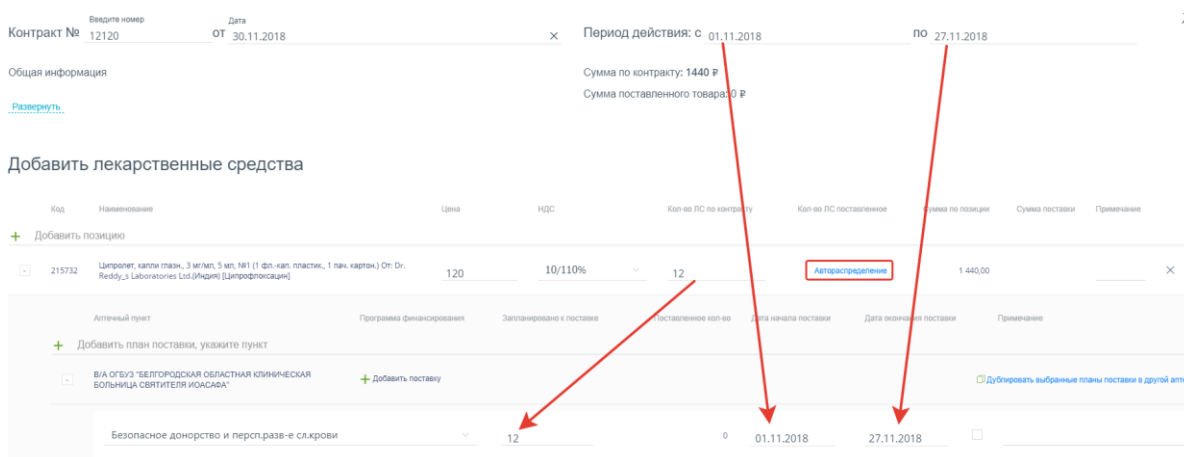 Введите номер
Дата
Контракт № 12120 от 30.11.2018 × Период действия: с 01.11.2018 по 27.11.2018
Общая информация
Сумма по контракту: 1440 ₽
Сумма поставленного товара: 0 ₽
Развернуть
Добавить лекарственные средства
Код Наименование Цена НДС Кол-во ЛС по контракту Кол-во ЛС поставленное Сумма по позиции Сумма поставки Примечание
+ Добавить позицию
215732 Ципролет, капли глазн., 3 мг/мл, 5 мл, №1 (1 фл.-кап. пластик., 1 пач. картон.) От: Dr. Reddy_s Laboratories Ltd.(Индия) [Ципрофлоксацин] 120 10/110% 12 Автораспределение 1 440,00 ×
Аптечный пункт Программа финансирования Запланировано к поставке Поставленное кол-во Дата начала поставки Дата окончания поставки Примечание
+ Добавить план поставки, укажите пункт
В/А ОГБУЗ "БЕЛГОРОДСКАЯ ОБЛАСТНАЯ КЛИНИЧЕСКАЯ
БОЛЬНИЦА СВЯТИТЕЛЯ ИОАСАФА"
+ Добавить поставку
Дублировать выбранные планы поставки в другой апте
Безопасное донорство и персп.разв-е сл.крови 12 0 01.11.2018 27.11.2018